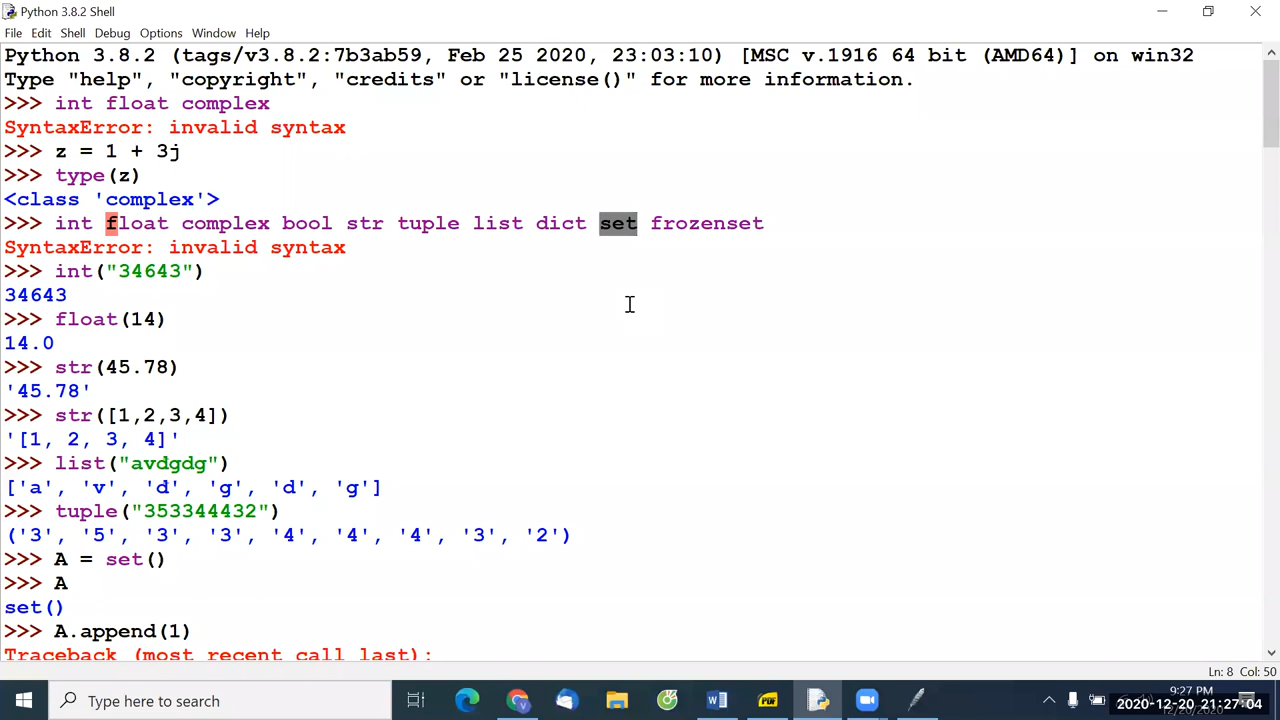 Python 3.8.2 Shell
File Edit Shell Debug Options Window Help
Python 3.8.2 (tags/v3.8.2:7b3ab59, Feb 25 2020, 23:03:10) [MSC v.1916 64 bit (AMD64)] on win32
Type "help", "copyright", "credits" or "license()" for more information.
>>> int float complex
SyntaxError: invalid syntax
>>> z = 1 + 3j
>>> type(z)
<class 'complex'>
>>> int float complex bool str tuple list dict set frozenset
SyntaxError: invalid syntax
>>> int("34643")
34643
>>> float(14)
14.0
>>> str(45.78)
'45.78'
>>> str([1,2,3,4])
'[1, 2, 3, 4]'
>>> list("avdgdg")
['a', 'v', 'd', 'g', 'd', 'g']
>>> tuple("353344432")
('3', '5', '3', '3', '4', '4', '4', '3', '2')
>>> A = set()
>>> A
set()
>>> A.append(1)
Traceback (most recent call last):
Ln: 8 Col: 50
Type here to search
9:27 PM
2020-12-20 21:27:04